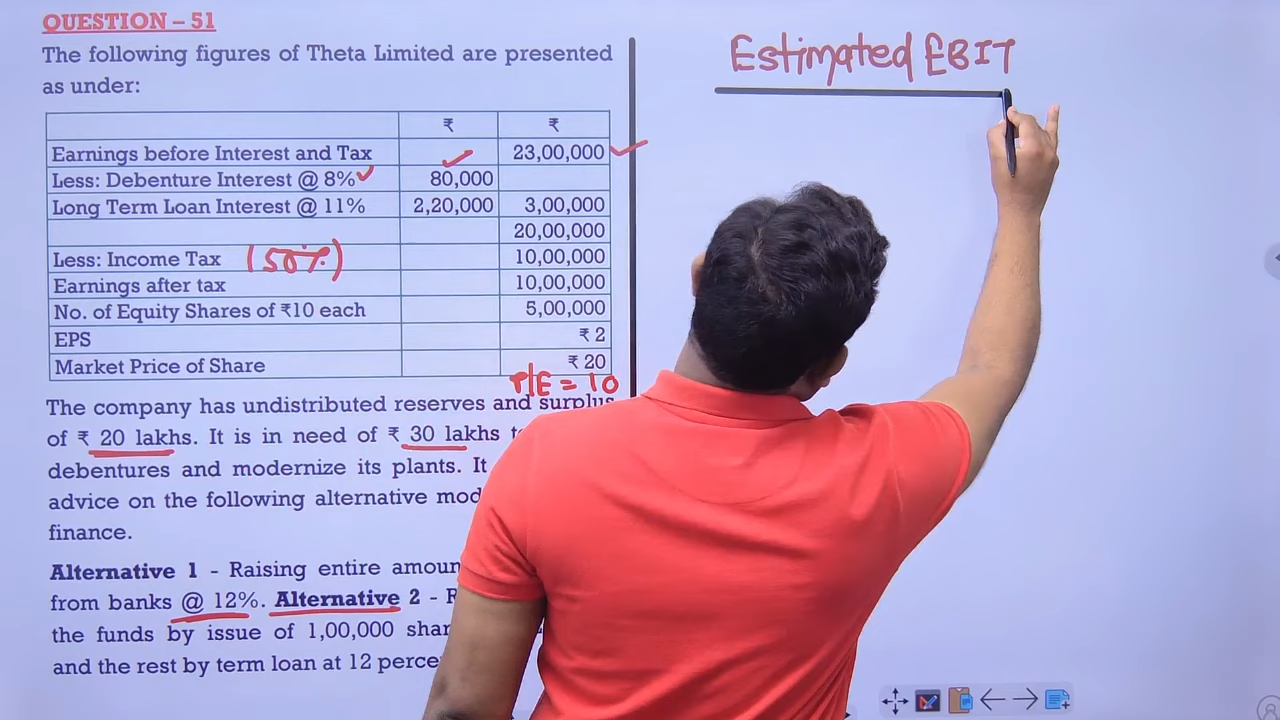 QUESTION – 51
The following figures of Theta Limited are presented
as under:
₹ ₹
Earnings before Interest and Tax 23,00,000
Less: Debenture Interest @ 8% 80,000
Long Term Loan Interest @ 11% 2,20,000 3,00,000
20,00,000
Less: Income Tax (50%) 10,00,000
Earnings after tax 10,00,000
No. of Equity Shares of ₹10 each 5,00,000
EPS ₹ 2
Market Price of Share ₹ 20
P/E = 10
The company has undistributed reserves and surplus
of ₹ 20 lakhs. It is in need of ₹ 30 lakhs
debentures and modernize its plants. It
advice on the following alternative
finance.
Alternative 1 - Raising entire
from banks @ 12%. Alternative 2 -
the funds by issue of 1,00,000
and the rest by term loan at 12
Estimated EBIT